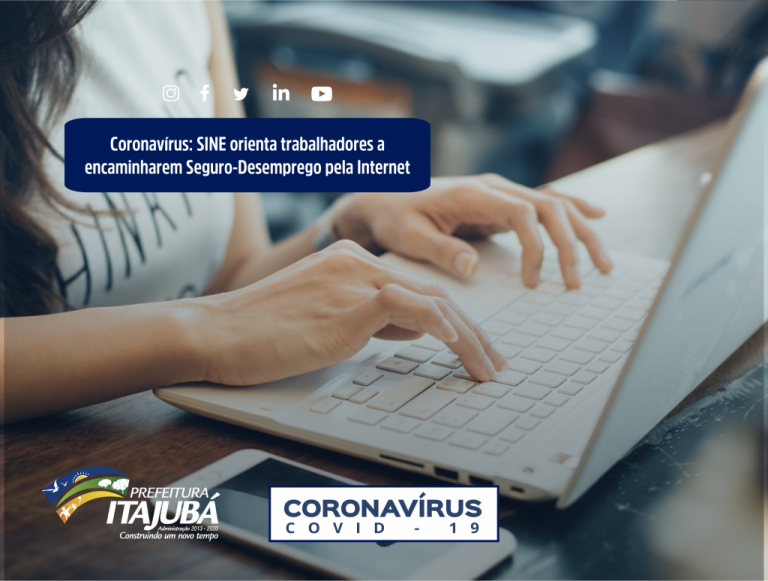 Coronavírus: SINE orienta trabalhadores a
encaminharem Seguro-Desemprego pela Internet
PREFEITURA
ITAJUBÁ
Administração 2013 - 2020
Construindo um novo tempo
CORONAVÍRUS
COVID - 19